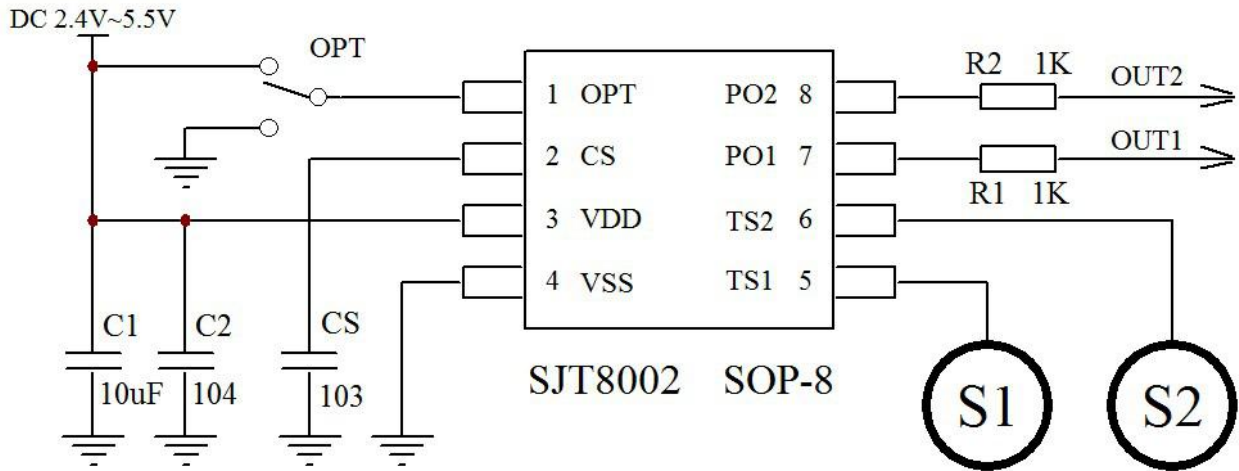 DC 2.4V~5.5V
OPT
1 OPT
2 CS
3 VDD
4 VSS
PO2 8
PO1 7
TS2 6
TS1 5
R2 1K
OUT2
OUT1
R1 1K
C1
10uF
C2
104
CS
103
SJT8002 SOP-8
S1
S2